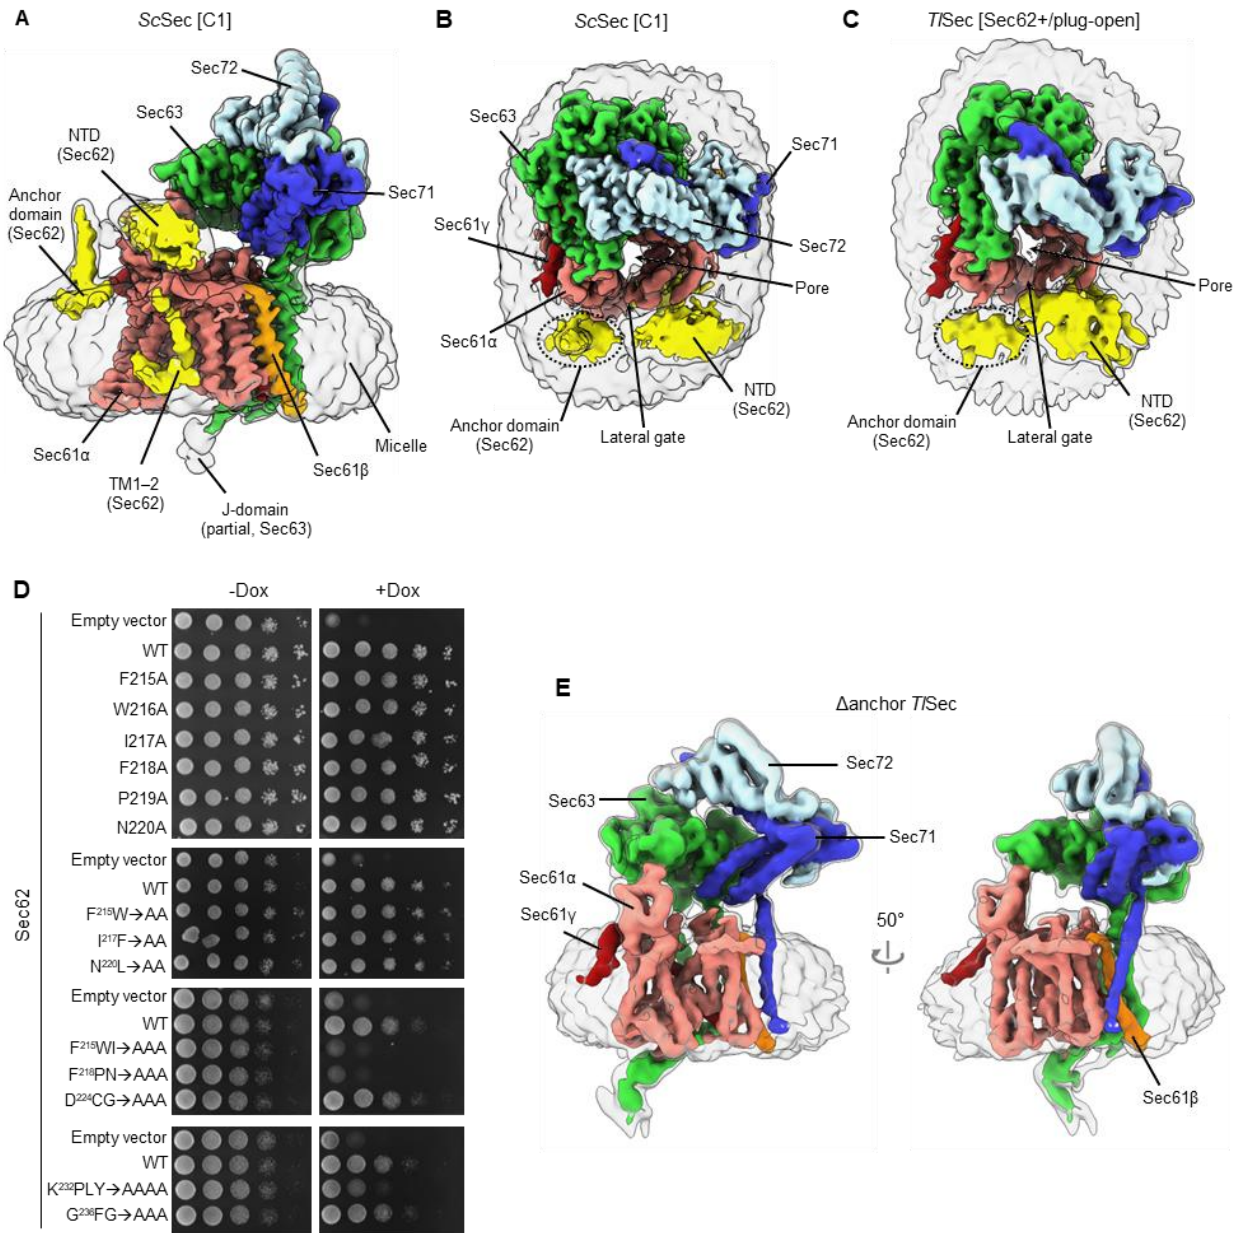 A
ScSec [C1]
Sec72
Sec63
NTD
(Sec62)
Anchor
domain
(Sec62)
Sec71
Sec61α
TM1–2
(Sec62)
J-domain
(partial, Sec63)
Sec61β
Micelle
B
ScSec [C1]
Sec63
Sec71
Sec61γ
Sec72
Pore
Sec61α
NTD
(Sec62)
Anchor domain
(Sec62)
Lateral gate
C
TlSec [Sec62+/plug-open]
Pore
NTD
(Sec62)
Anchor domain
(Sec62)
Lateral gate
D
-Dox
+Dox
Sec62
Empty vector
WT
F215A
W216A
I217A
F218A
P219A
N220A
Empty vector
WT
F²¹⁵W→AA
I²¹⁷F→AA
N²²⁰L→AA
Empty vector
WT
F²¹⁵WI→AAA
F²¹⁸PN→AAA
D²²⁴CG→AAA
Empty vector
WT
K²³²PLY→AAAA
G²³⁶FG→AAA
E
Δanchor TlSec
Sec72
Sec63
Sec71
Sec61α
Sec61γ
50°
Sec61β